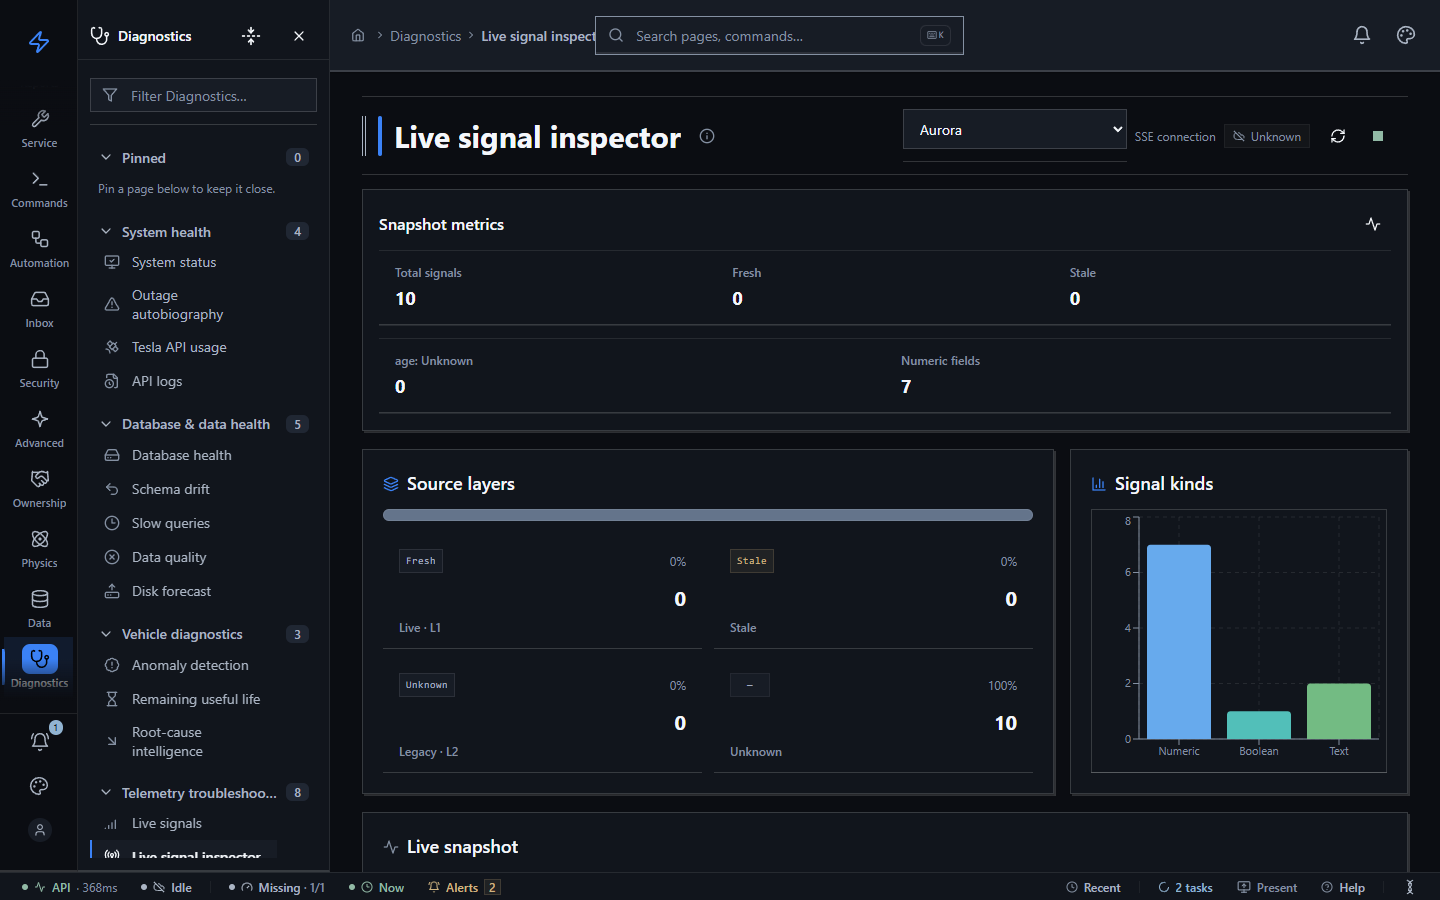 Service
Commands
Automation
Inbox
Security
Advanced
Ownership
Physics
Data
Diagnostics
1
Diagnostics
Filter Diagnostics...
Pinned 0
Pin a page below to keep it close.
System health 4
System status
Outage
autobiography
Tesla API usage
API logs
Database & data health 5
Database health
Schema drift
Slow queries
Data quality
Disk forecast
Vehicle diagnostics 3
Anomaly detection
Remaining useful life
Root-cause
intelligence
Telemetry troubleshoo... 8
Live signals
Live signal inspector
Diagnostics Live signal inspect
Search pages, commands... K
Live signal inspector
Aurora
SSE connection Unknown
Snapshot metrics
Total signals Fresh Stale
10 0 0
age: Unknown Numeric fields
0 7
Source layers
Fresh 0% Stale 0%
0 0
Live · L1 Stale
Unknown 0% – 100%
0 10
Legacy · L2 Unknown
Signal kinds
8
6
4
2
0
Numeric Boolean Text
Live snapshot
API · 368ms Idle Missing · 1/1 Now Alerts 2 Recent 2 tasks Present Help